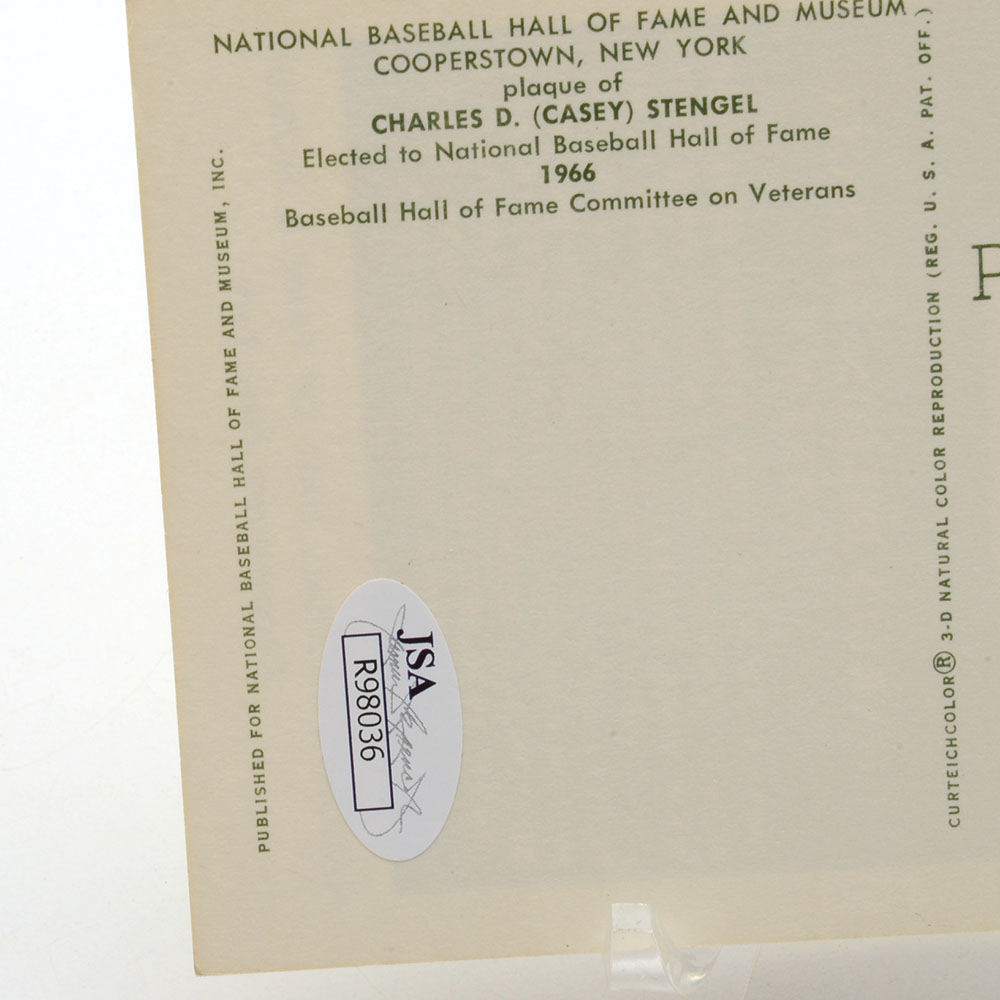 NATIONAL BASEBALL HALL OF FAME AND MUSEUM
COOPERSTOWN, NEW YORK
plaque of
CHARLES D. (CASEY) STENGEL
Elected to National Baseball Hall of Fame
1966
Baseball Hall of Fame Committee on Veterans
PUBLISHED FOR NATIONAL BASEBALL HALL OF FAME AND MUSEUM, INC.
CURTEICHCOLOR® 3-D NATURAL COLOR REPRODUCTION (REG. U. S. A. PAT. OFF.)
P
JSA
R98036